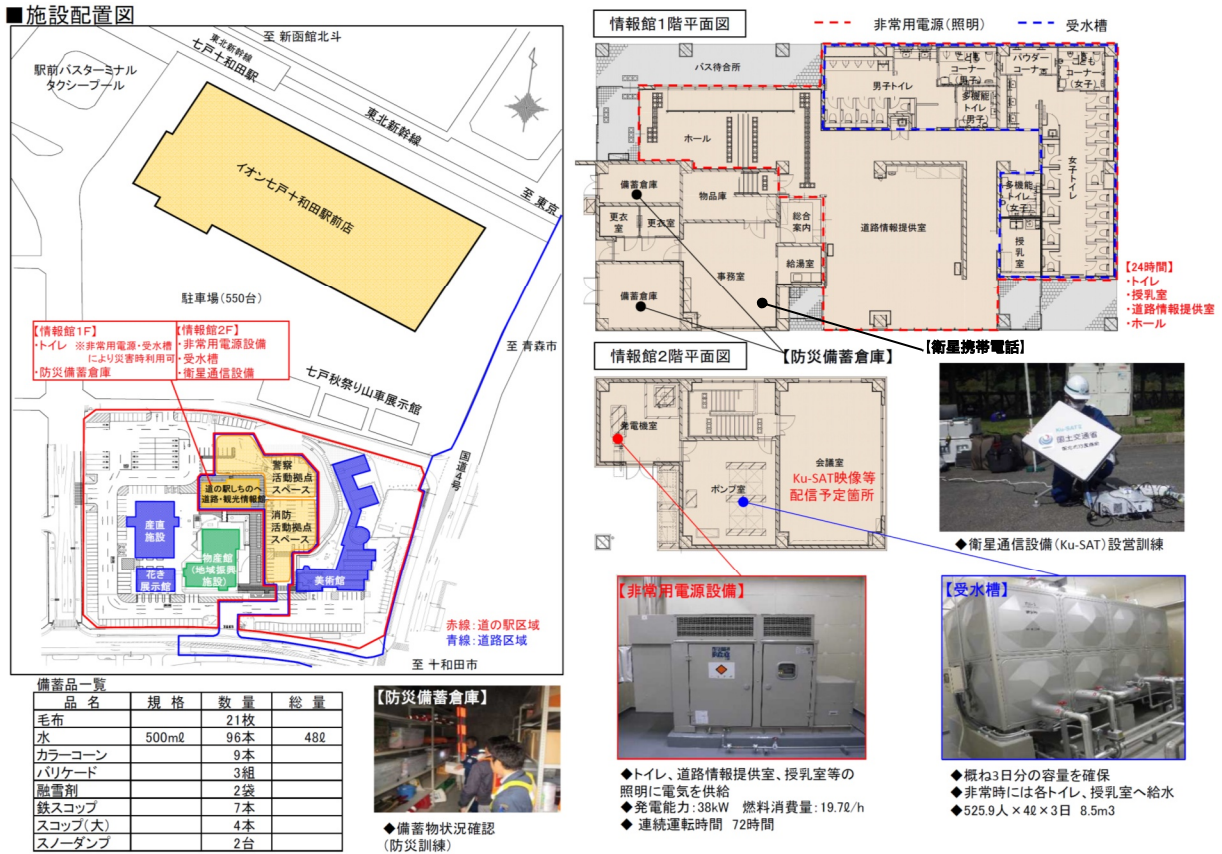 ■施設配置図
至 新函館北斗
東北新幹線
七戸十和田駅
駅前バスターミナル
タクシープール
東北新幹線
至 東京
イオン七戸十和田駅前店
駐車場(550台)
至 青森市
【情報館1F】
・トイレ ※非常用電源・受水槽
により災害時利用可
・防災備蓄倉庫
【情報館2F】
・非常用電源設備
・受水槽
・衛星通信設備
七戸秋祭り山車展示館
国道4号
警察
活動拠点
スペース
道の駅しちのへ
道路・観光情報館
消防
活動拠点
スペース
産直
施設
物産館
(地域振興
施設)
花き
展示館
美術館
赤線:道の駅区域
青線:道路区域
至 十和田市
備蓄品一覧
品 名 規 格 数 量 総 量
毛布 21枚
水 500mℓ 96本 48ℓ
カラーコーン 9本
バリケード 3組
融雪剤 2袋
鉄スコップ 7本
スコップ(大) 4本
スノーダンプ 2台
【防災備蓄倉庫】
◆備蓄物状況確認
(防災訓練)
情報館1階平面図
非常用電源(照明)
受水槽
バス待合所
男子トイレ
こども
コーナー
(男子)
多機能
トイレ
(男子)
パウダー
コーナー
こども
コーナー
(女子)
ホール
女子トイレ
備蓄倉庫
物品庫
多機能
トイレ
(女子)
更衣
室
更衣室
総合
案内
道路情報提供室
授
乳
室
給湯室
事務室
備蓄倉庫
【24時間】
・トイレ
・授乳室
・道路情報提供室
・ホール
【防災備蓄倉庫】
【衛星携帯電話】
情報館2階平面図
発電機室
ポンプ室
会議室
Ku-SAT映像等
配信予定箇所
Ku-SATⅡ
国土交通省
◆衛星通信設備(Ku-SAT)設営訓練
【非常用電源設備】
◆トイレ、道路情報提供室、授乳室等の
照明に電気を供給
◆発電能力:38kW 燃料消費量:19.7ℓ/h
◆ 連続運転時間 72時間
【受水槽】
◆概ね3日分の容量を確保
◆非常時には各トイレ、授乳室へ給水
◆525.9人×4ℓ×3日 8.5m3